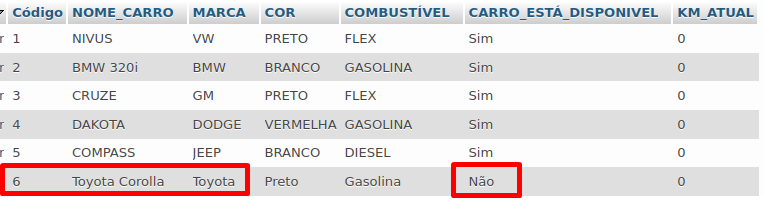 Código NOME_CARRO MARCA COR COMBUSTÍVEL CARRO_ESTÁ_DISPONIVEL KM_ATUAL
r 1 NIVUS VW PRETO FLEX Sim 0
r 2 BMW 320i BMW BRANCO GASOLINA Sim 0
r 3 CRUZE GM PRETO FLEX Sim 0
r 4 DAKOTA DODGE VERMELHA GASOLINA Sim 0
r 5 COMPASS JEEP BRANCO DIESEL Sim 0
r 6 Toyota Corolla Toyota Preto Gasolina Não 0